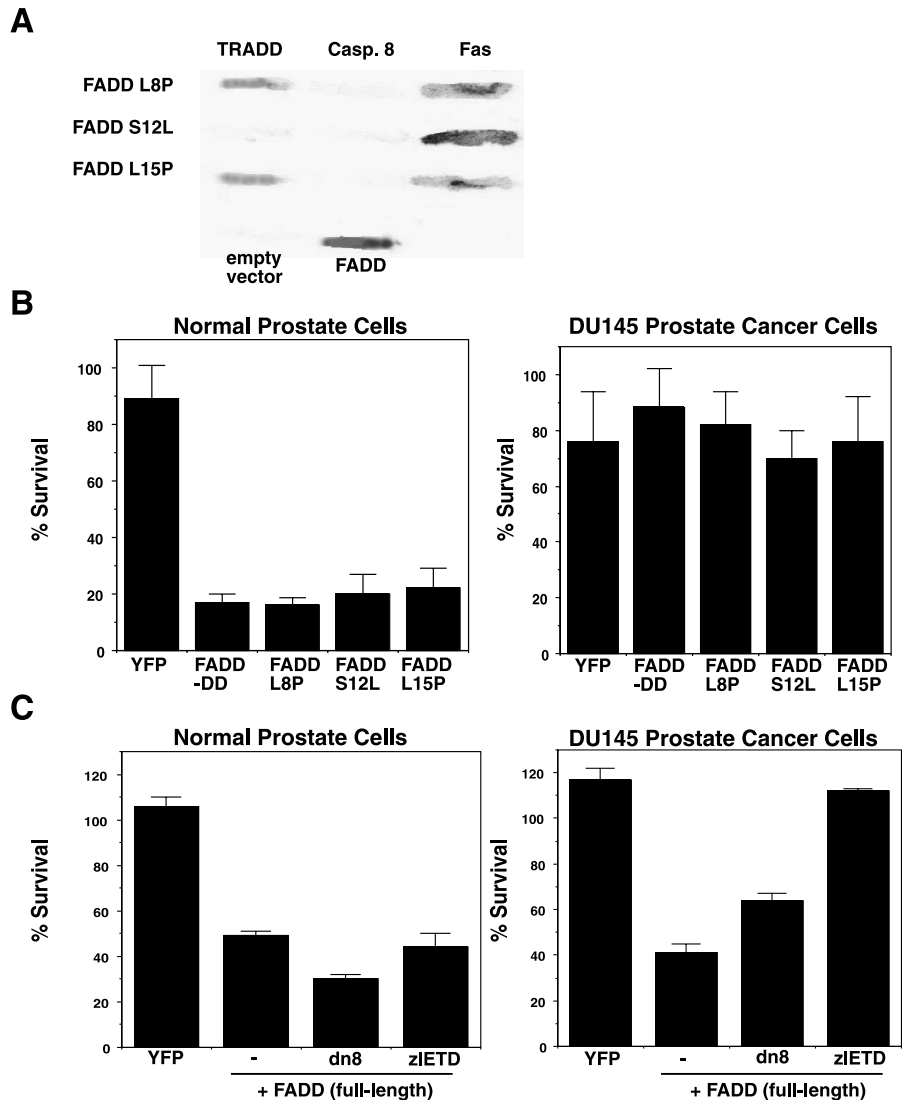 A
TRADD Casp. 8 Fas
FADD L8P
FADD S12L
FADD L15P
empty vector
FADD
B
Normal Prostate Cells
% Survival
100
80
60
40
20
0
YFP FADD -DD FADD L8P FADD S12L FADD L15P
DU145 Prostate Cancer Cells
% Survival
100
80
60
40
20
0
YFP FADD -DD FADD L8P FADD S12L FADD L15P
C
Normal Prostate Cells
% Survival
120
100
80
60
40
20
0
YFP - dn8 zIETD
+ FADD (full-length)
DU145 Prostate Cancer Cells
% Survival
120
100
80
60
40
20
0
YFP - dn8 zIETD
+ FADD (full-length)